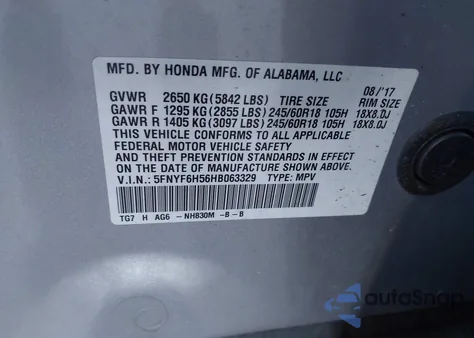 MFD. BY HONDA MFG. OF ALABAMA, LLC
08/'17
GVWR 2650 KG(5842 LBS) TIRE SIZE RIM SIZE
GAWR F 1295 KG(2855 LBS) 245/60R18 105H 18X8.0J
GAWR R 1405 KG(3097 LBS) 245/60R18 105H 18X8.0J
THIS VEHICLE CONFORMS TO ALL APPLICABLE
FEDERAL MOTOR VEHICLE SAFETY
AND THEFT PREVENTION STANDARDS IN EFFECT
ON THE DATE OF MANUFACTURE SHOWN ABOVE.
V.I.N.: 5FNYF6H56HB063329 TYPE: MPV
TG7 H AG6 -NH830M -B -B
autoSnap